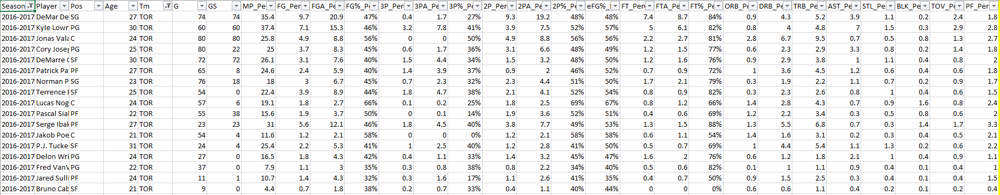 Season Player Pos Age Tm G GS MP_Pe FG_Per FGA_Pe FG%_Pe 3P_Per 3PA_Pe 3P%_Pe 2P_Per 2PA_Pe 2P%_Pe eFG%_ FT_Per FTA_Pe FT%_Pe ORB_Pe DRB_Pe TRB_Pe AST_Pe STL_Pe BLK_Pe TOV_Pe PF_Per
2016-2017 DeMar De SG 27 TOR 74 74 35.4 9.7 20.9 47% 0.4 1.7 27% 9.3 19.2 48% 48% 7.4 8.7 84% 0.9 4.3 5.2 3.9 1.1 0.2 2.4 1.8
2016-2017 Kyle Lowr PG 30 TOR 60 60 37.4 7.1 15.3 46% 3.2 7.8 41% 3.9 7.5 52% 57% 5 6.1 82% 0.8 4 4.8 7 1.5 0.3 2.9 2.8
2016-2017 Jonas Vala C 24 TOR 80 80 25.8 4.9 8.8 56% 0 0 50% 4.9 8.8 56% 56% 2.2 2.7 81% 2.8 6.7 9.5 0.7 0.5 0.8 1.3 2.7
2016-2017 Cory Josep PG 25 TOR 80 22 25 3.7 8.3 45% 0.6 1.7 36% 3.1 6.6 48% 49% 1.2 1.5 77% 0.6 2.3 2.9 3.3 0.8 0.2 1.4 1.8
2016-2017 DeMarre C SF 30 TOR 72 72 26.1 3.1 7.6 40% 1.5 4.4 34% 1.5 3.2 48% 50% 1.2 1.6 76% 0.9 2.9 3.8 1 1.1 0.4 0.8 2
2016-2017 Patrick Pa PF 27 TOR 65 8 24.6 2.4 5.9 40% 1.4 3.9 37% 0.9 2 46% 52% 0.7 0.9 72% 1 3.6 4.5 1.2 0.6 0.4 0.6 1.8
2016-2017 Norman P SG 23 TOR 76 18 18 3 6.7 45% 0.7 2.3 32% 2.3 4.4 51% 50% 1.7 2.1 79% 0.3 1.9 2.2 1.1 0.7 0.2 0.9 1.7
2016-2017 Terrence SF 25 TOR 54 0 22.4 3.9 8.9 44% 1.8 4.7 38% 2.1 4.1 52% 54% 0.8 0.9 82% 0.3 2.3 2.6 0.8 1 0.4 0.6 1.5
2016-2017 Lucas Nog C 24 TOR 57 6 19.1 1.8 2.7 66% 0.1 0.2 25% 1.8 2.5 69% 67% 0.8 1.2 66% 1.4 2.8 4.3 0.7 0.9 1.6 0.8 2.4
2016-2017 Pascal Sial PF 22 TOR 55 38 15.6 1.9 3.7 50% 0 0.1 14% 1.9 3.6 52% 51% 0.4 0.6 69% 1.2 2.2 3.4 0.3 0.5 0.8 0.6 2
2016-2017 Serge Ibak PF 27 TOR 23 23 31 5.6 12.1 46% 1.8 4.5 40% 3.8 7.7 49% 53% 1.3 1.5 88% 1.3 5.5 6.8 0.7 0.3 1.4 1.7 3.3
2016-2017 Jakob Poe C 21 TOR 54 4 11.6 1.2 2.1 58% 0 0 0% 1.2 2.1 58% 58% 0.6 1.1 54% 1.4 1.6 3.1 0.2 0.3 0.4 0.5 2.1
2016-2017 P.J. Tucke SF 31 TOR 24 4 25.4 2.2 5.3 41% 1 2.5 40% 1.2 2.8 41% 50% 0.5 0.7 69% 1 4.4 5.4 1.1 1.3 0.2 0.6 2.2
2016-2017 Delon Wri PG 24 TOR 27 0 16.5 1.8 4.3 42% 0.4 1.1 33% 1.4 3.2 45% 47% 1.6 2 76% 0.6 1.2 1.8 2.1 1 0.4 0.9 1.1
2016-2017 Fred VanV PG 22 TOR 37 0 7.9 1.1 3 35% 0.3 0.8 38% 0.8 2.2 34% 40% 0.5 0.6 82% 0.1 1 1.1 0.9 0.4 0.1 0.4 1
2016-2017 Jared Sulli PF 24 TOR 11 1 10.7 1.4 4.3 32% 0.3 1.6 17% 1.1 2.6 41% 35% 0.4 0.7 50% 0.9 1.5 2.5 0.3 0.4 0.1 0.4 1.5
2016-2017 Bruno Cab SF 21 TOR 9 0 4.4 0.7 1.8 38% 0.2 0.7 33% 0.4 1.1 40% 44% 0 0 0% 0.6 0.6 1.1 0.4 0.2 0.1 0.2 0.4